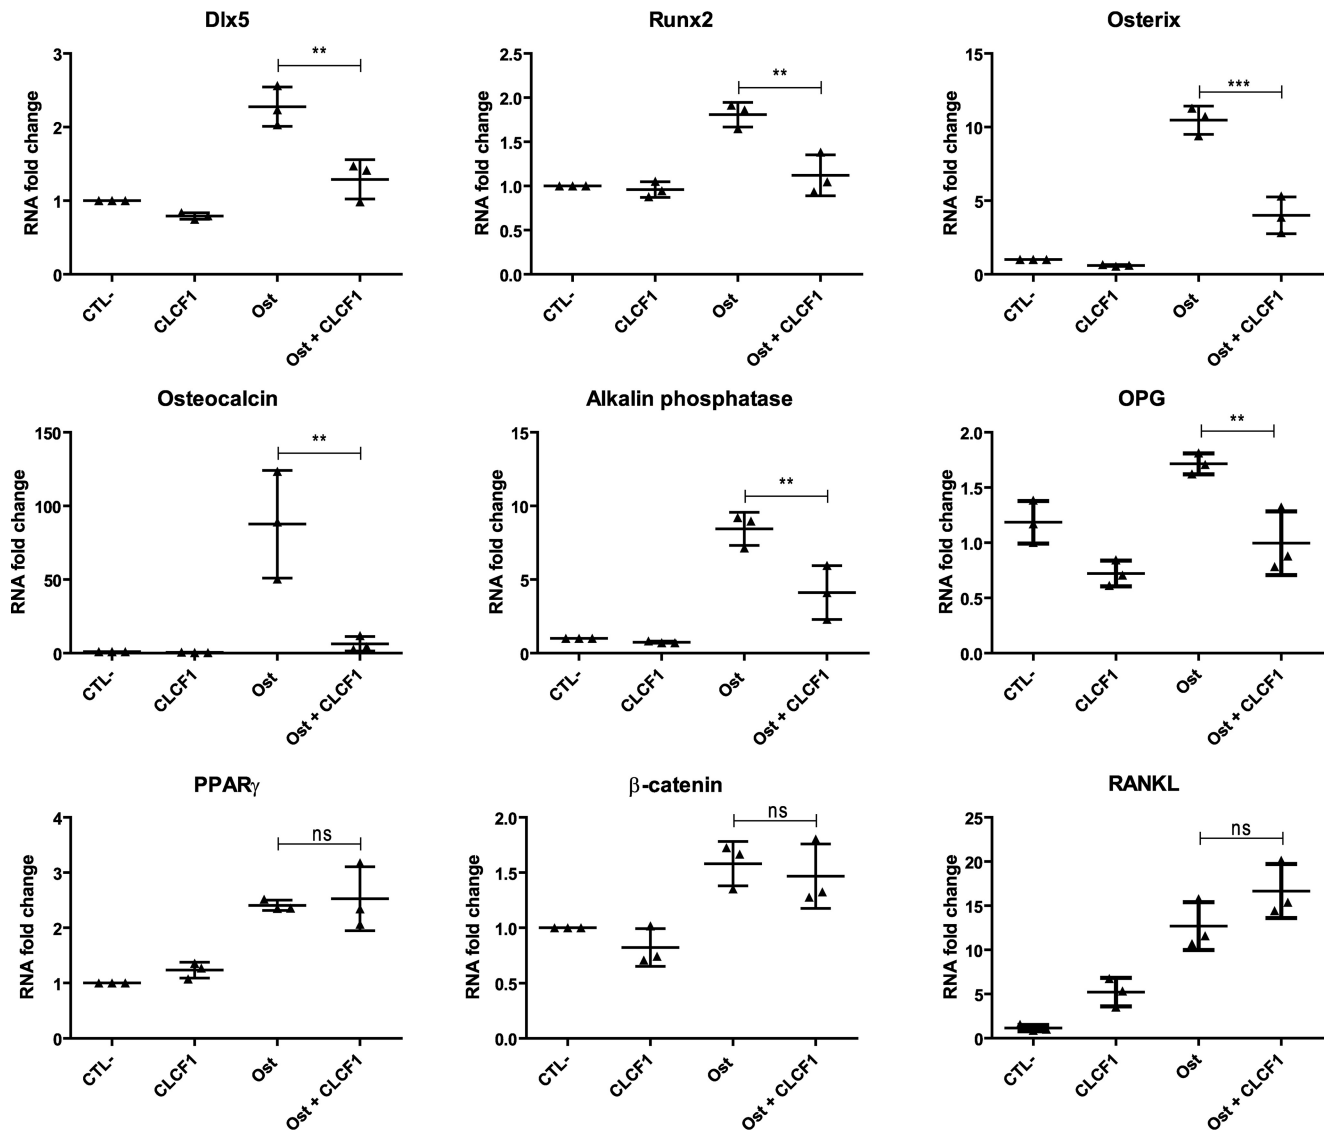 Dlx5
RNA fold change
3
2
1
0
**
CTL-
CLCF1
Ost
Ost + CLCF1
Runx2
RNA fold change
2.5
2.0
1.5
1.0
0.5
0.0
**
CTL-
CLCF1
Ost
Ost + CLCF1
Osterix
RNA fold change
15
10
5
0
***
CTL-
CLCF1
Ost
Ost + CLCF1
Osteocalcin
RNA fold change
150
100
50
0
**
CTL-
CLCF1
Ost
Ost + CLCF1
Alkalin phosphatase
RNA fold change
15
10
5
0
**
CTL-
CLCF1
Ost
Ost + CLCF1
OPG
RNA fold change
2.0
1.5
1.0
0.5
0.0
**
CTL-
CLCF1
Ost
Ost + CLCF1
PPARγ
RNA fold change
4
3
2
1
0
ns
CTL-
CLCF1
Ost
Ost + CLCF1
β-catenin
RNA fold change
2.0
1.5
1.0
0.5
0.0
ns
CTL-
CLCF1
Ost
Ost + CLCF1
RANKL
RNA fold change
25
20
15
10
5
0
ns
CTL-
CLCF1
Ost
Ost + CLCF1